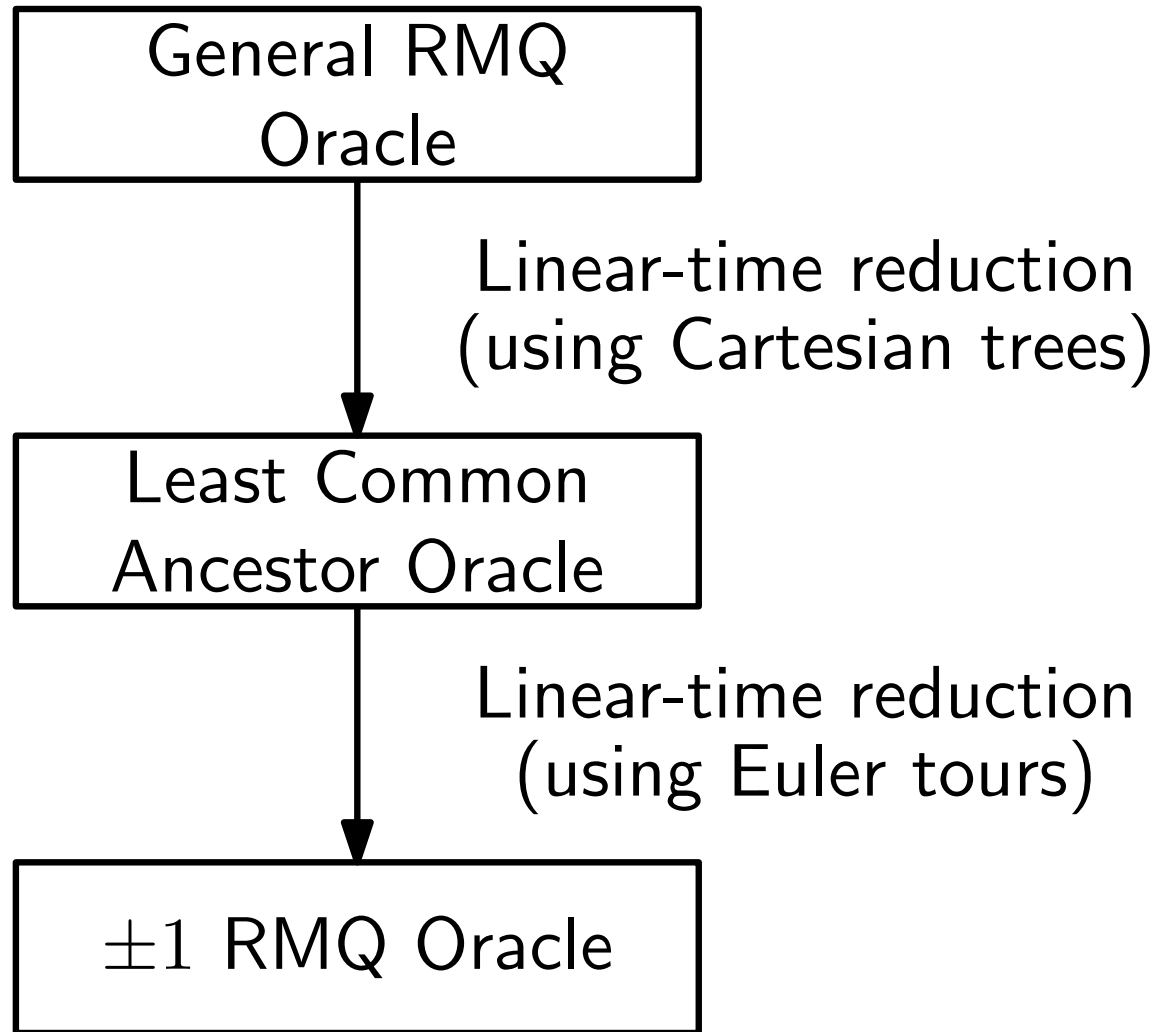 General RMQ
Oracle
Linear-time reduction
(using Cartesian trees)
Least Common
Ancestor Oracle
Linear-time reduction
(using Euler tours)
±1 RMQ Oracle